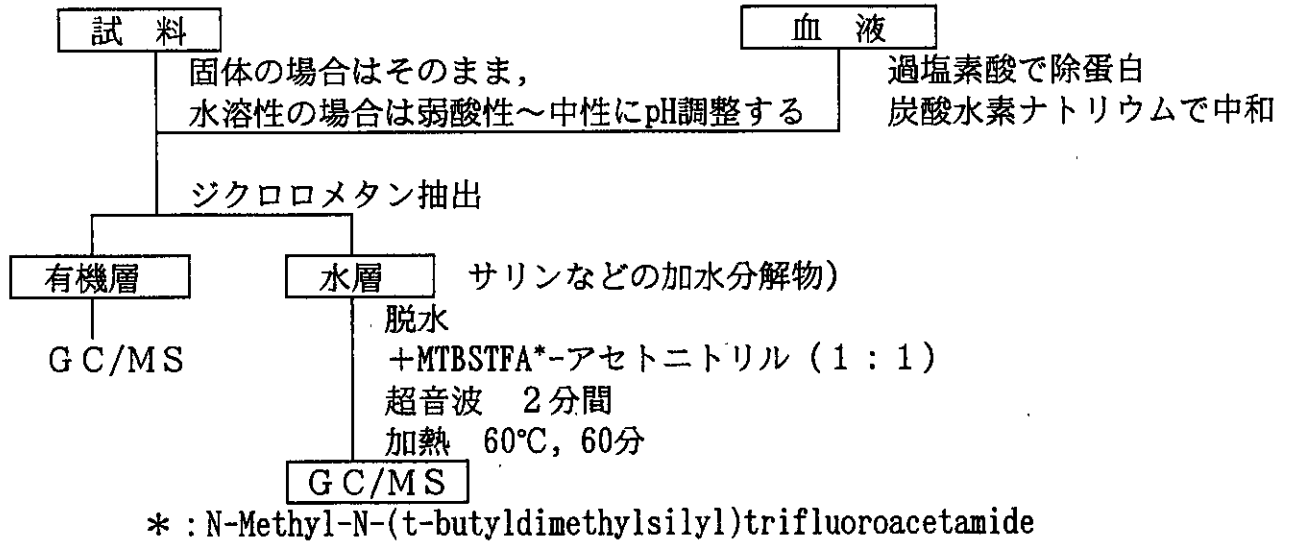 試 料
血 液
固体の場合はそのまま,
水溶性の場合は弱酸性～中性にpH調整する
過塩素酸で除蛋白
炭酸水素ナトリウムで中和
ジクロロメタン抽出
有機層
水層 サリンなどの加水分解物)
GC/MS
脱水
+MTBSTFA*-アセトニトリル(1:1)
超音波 2分間
加熱 60℃, 60分
GC/MS
*:N-Methyl-N-(t-butyldimethylsilyl)trifluoroacetamide